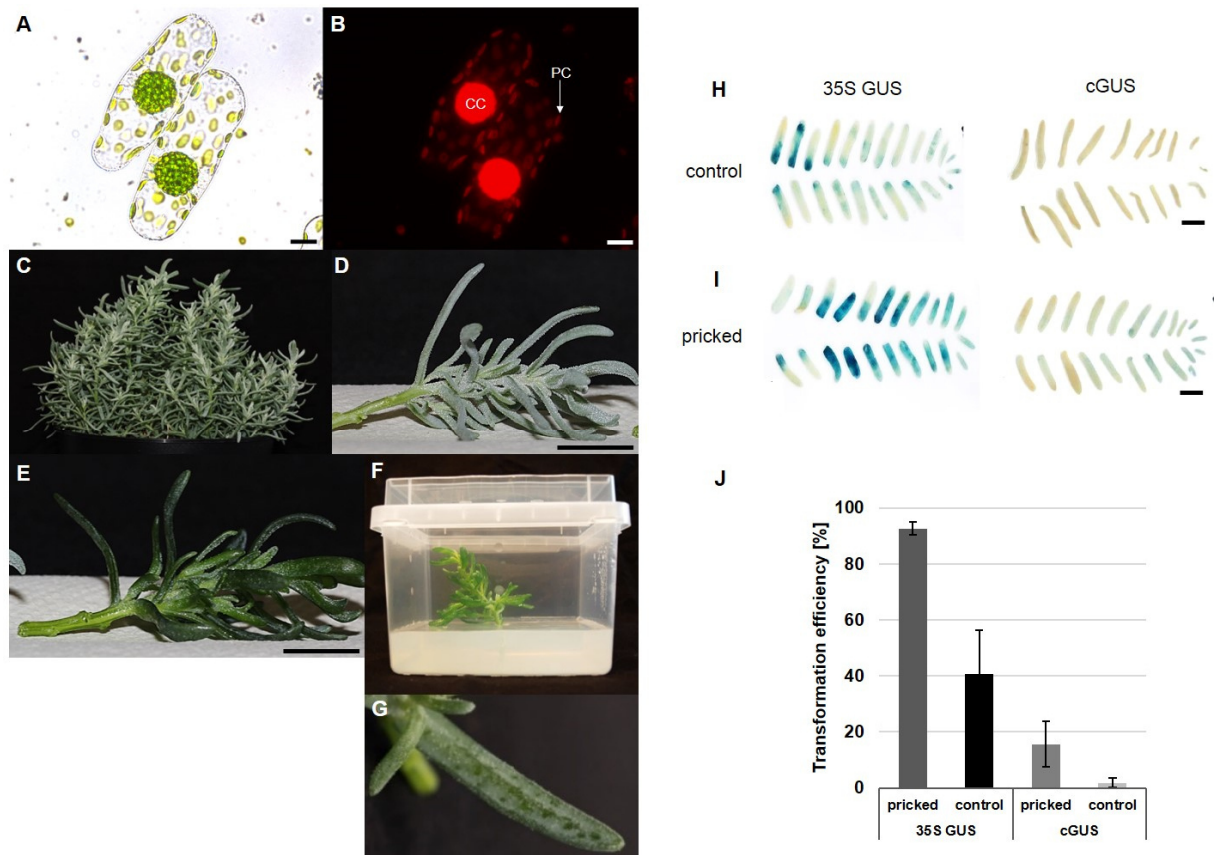 A
B
CC
PC
C
D
E
F
G
H
35S GUS
cGUS
control
I
pricked
J
Transformation efficiency [%]
100
80
60
40
20
0
pricked
control
pricked
control
35S GUS
cGUS